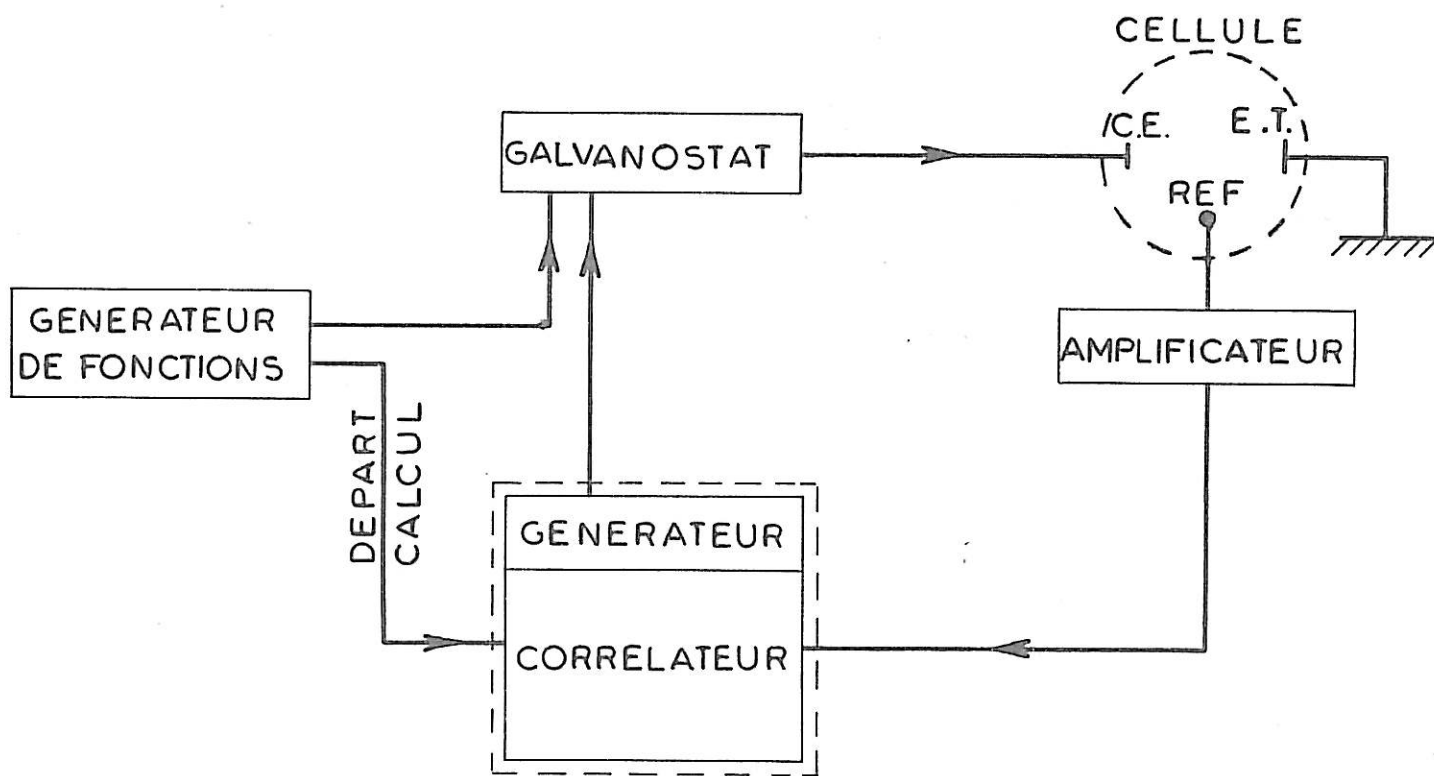 CELLULE
C.E.
E.T.
REF
GALVANOSTAT
GENERATEUR
DE FONCTIONS
AMPLIFICATEUR
DEPART
CALCUL
GENERATEUR
CORRELATEUR